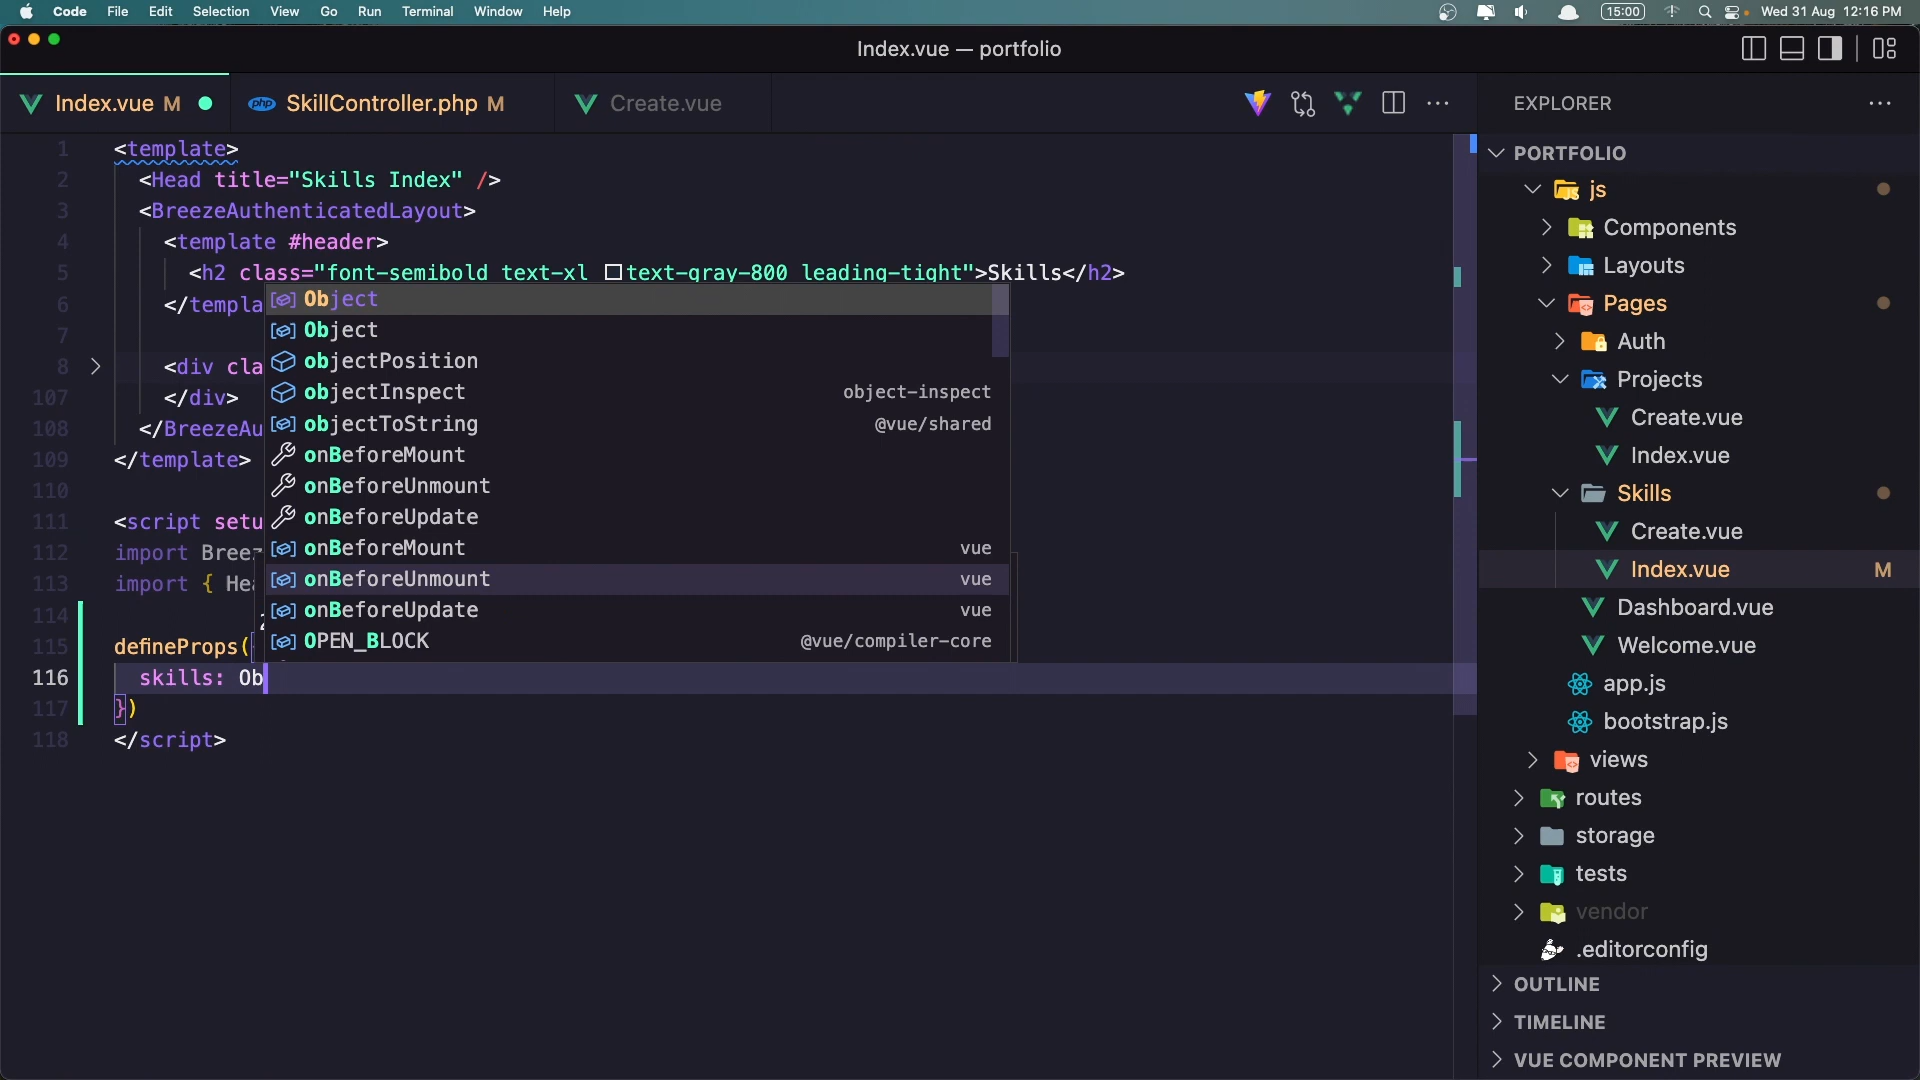 Code File Edit Selection View Go Run Terminal Window Help 15:00 Wed 31 Aug 12:16 PM
Index.vue — portfolio
Index.vue M php SkillController.php M Create.vue
1 <template>
2 <Head title="Skills Index" />
3 <BreezeAuthenticatedLayout>
4 <template #header>
5 <h2 class="font-semibold text-xl text-gray-800 leading-tight">Skills</h2>
6 </templa
7
8 <div cla
107 </div>
108 </BreezeAu
109 </template>
110
111 <script setu
112 import Breez
113 import { Hea
114
115 defineProps({
116 skills: Ob
117 })
118 </script>
Object
Object
objectPosition
objectInspect object-inspect
objectToString @vue/shared
onBeforeMount
onBeforeUnmount
onBeforeUpdate
onBeforeMount vue
onBeforeUnmount vue
onBeforeUpdate vue
OPEN_BLOCK @vue/compiler-core
EXPLORER
PORTFOLIO
js
Components
Layouts
Pages
Auth
Projects
Create.vue
Index.vue
Skills
Create.vue
Index.vue M
Dashboard.vue
Welcome.vue
app.js
bootstrap.js
views
routes
storage
tests
vendor
.editorconfig
OUTLINE
TIMELINE
VUE COMPONENT PREVIEW